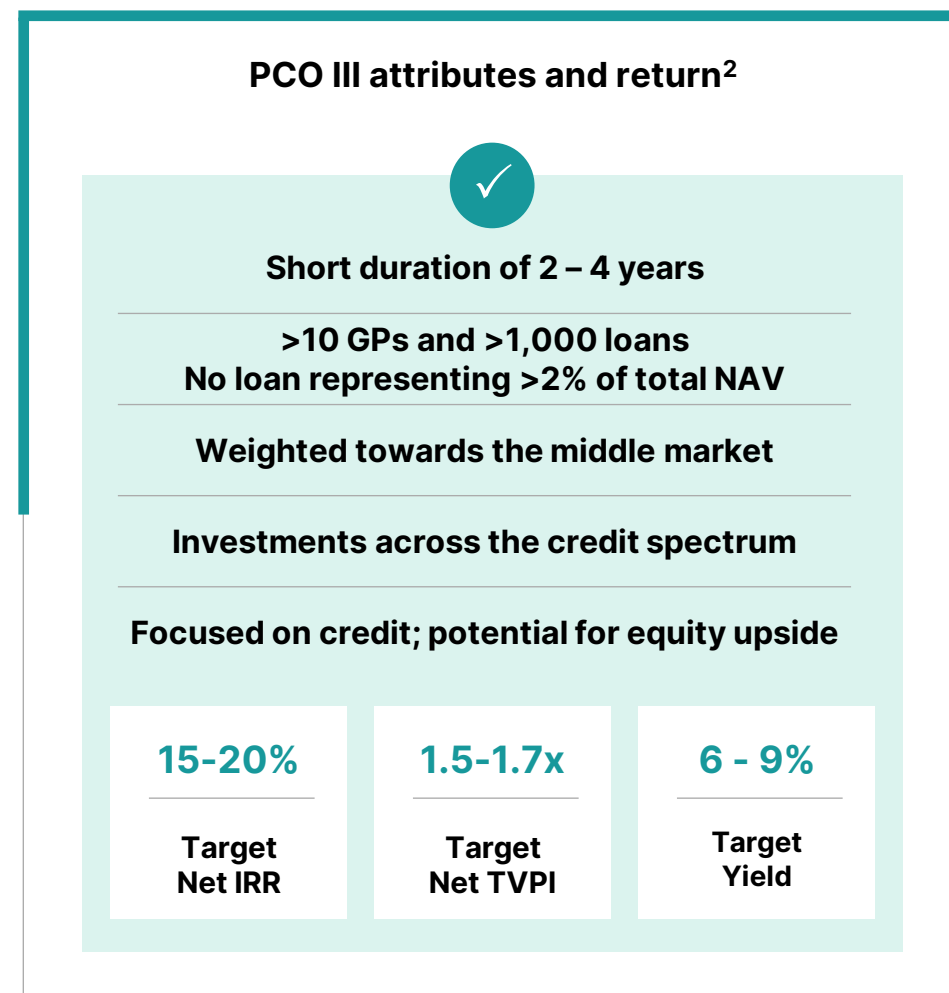 PCO III attributes and return²
Short duration of 2 – 4 years
>10 GPs and >1,000 loans
No loan representing >2% of total NAV
Weighted towards the middle market
Investments across the credit spectrum
Focused on credit; potential for equity upside
15-20%
Target
Net IRR
1.5-1.7x
Target
Net TVPI
6 - 9%
Target
Yield